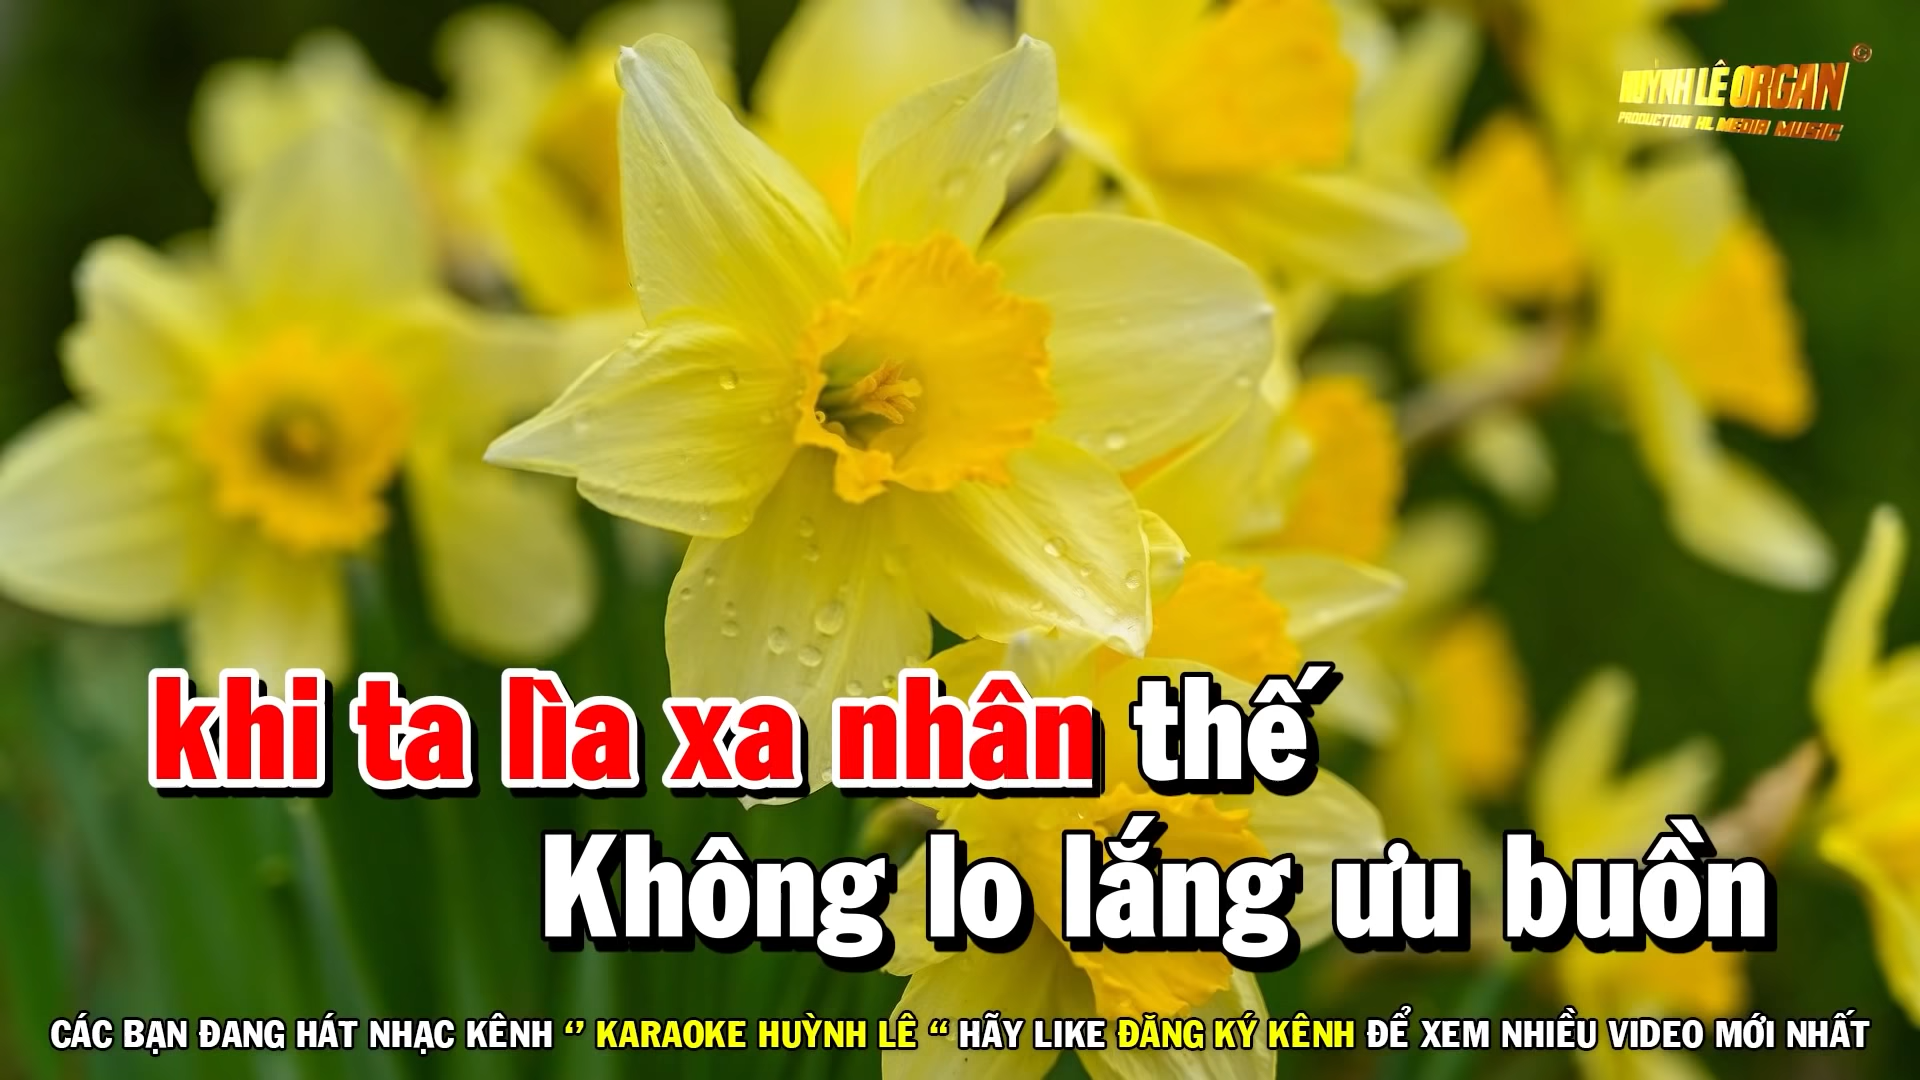 HUỲNH LÊ ORGAN ©
PRODUCTION HL MEDIA MUSIC
khi ta lìa xa nhân thế
Không lo lắng ưu buồn
CÁC BẠN ĐANG HÁT NHẠC KÊNH ‘’ KARAOKE HUỲNH LÊ “ HÃY LIKE ĐĂNG KÝ KÊNH ĐỂ XEM NHIỀU VIDEO MỚI NHẤT